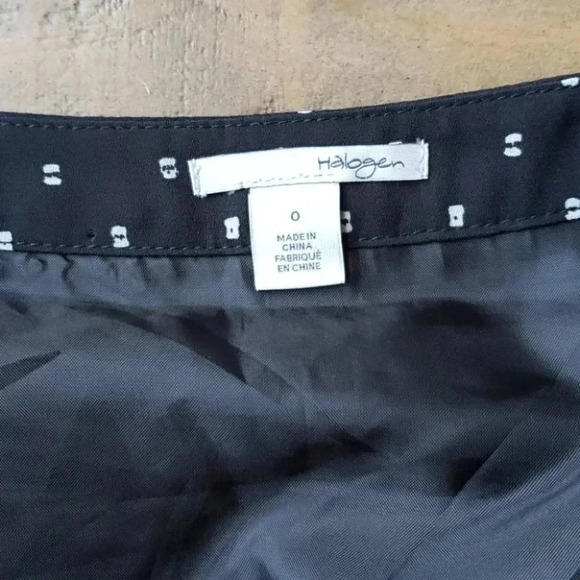 Halogen
0
MADE IN
CHINA
FABRIQUÉ
EN CHINE